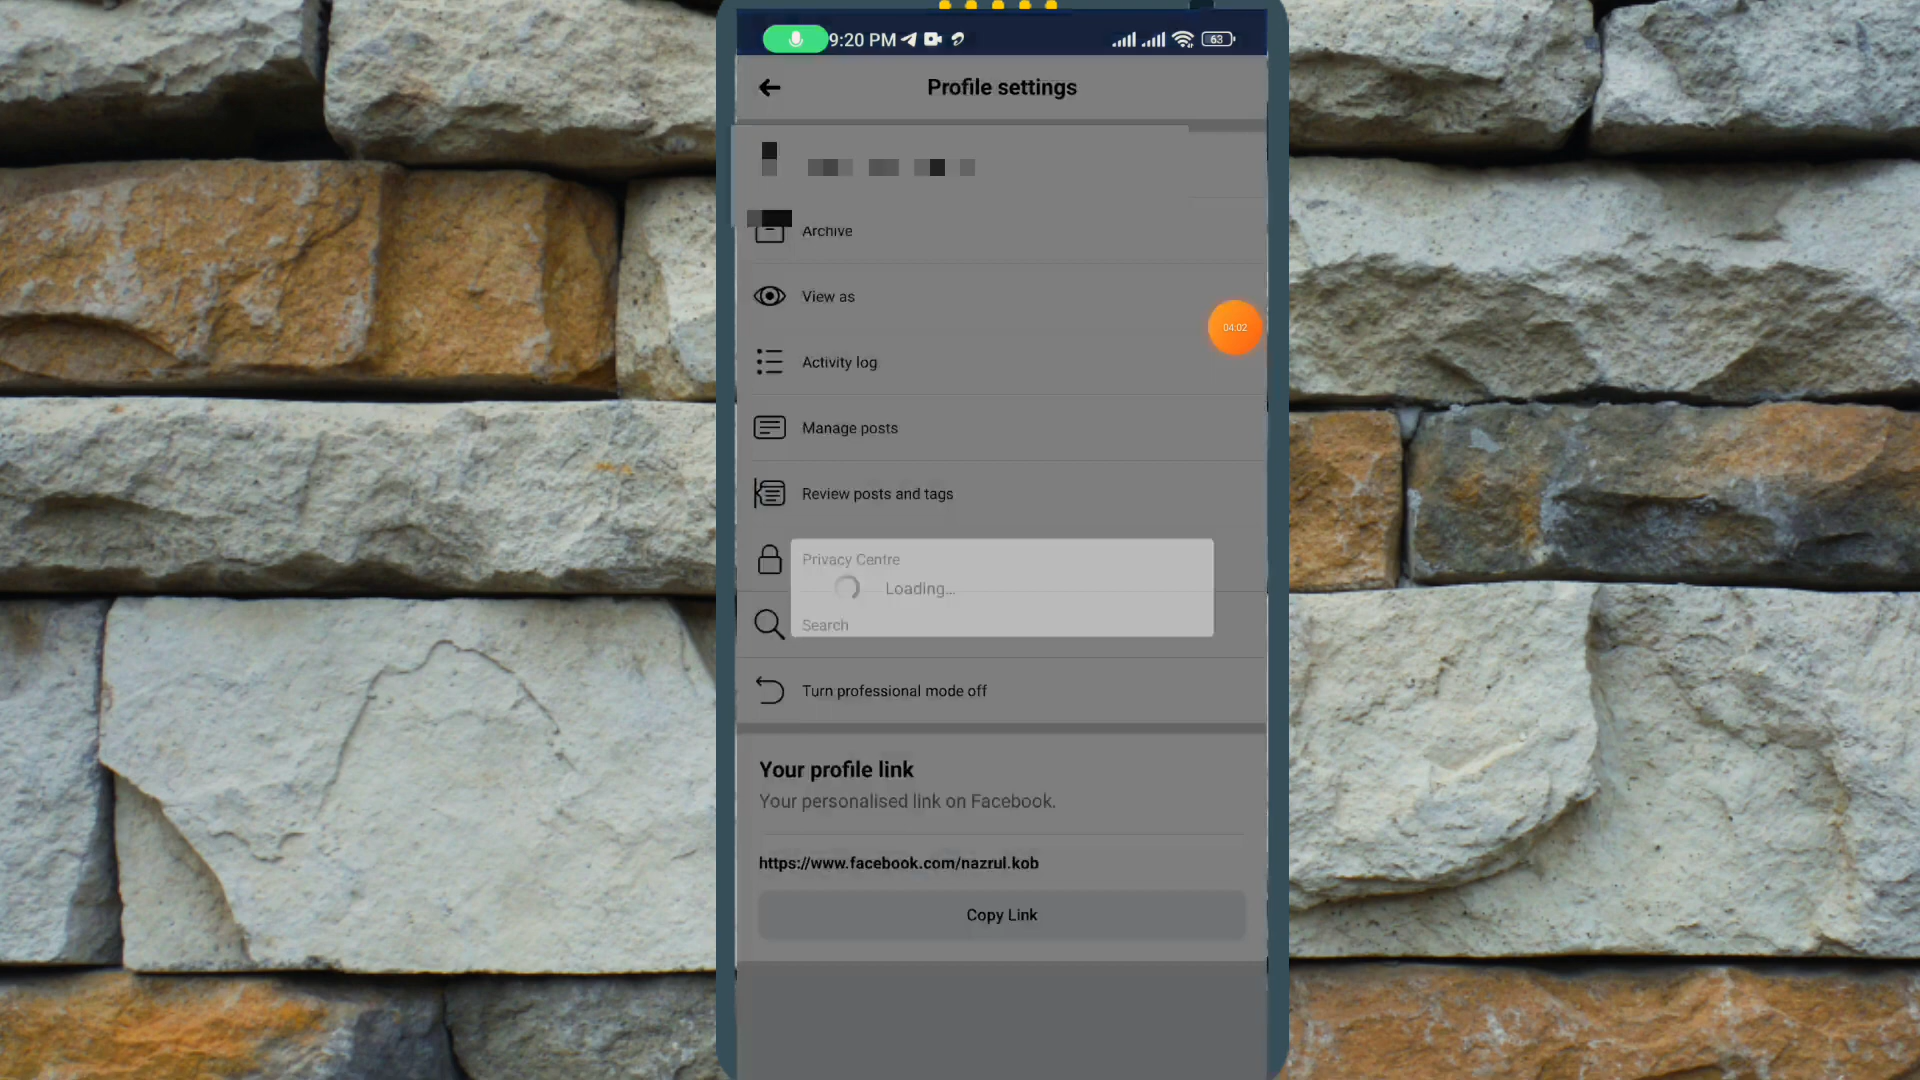 9:20 PM
63
Profile settings
Archive
View as
04:02
Activity log
Manage posts
Review posts and tags
Privacy Centre
Loading...
Search
Turn professional mode off
Your profile link
Your personalised link on Facebook.
https://www.facebook.com/nazrul.kob
Copy Link